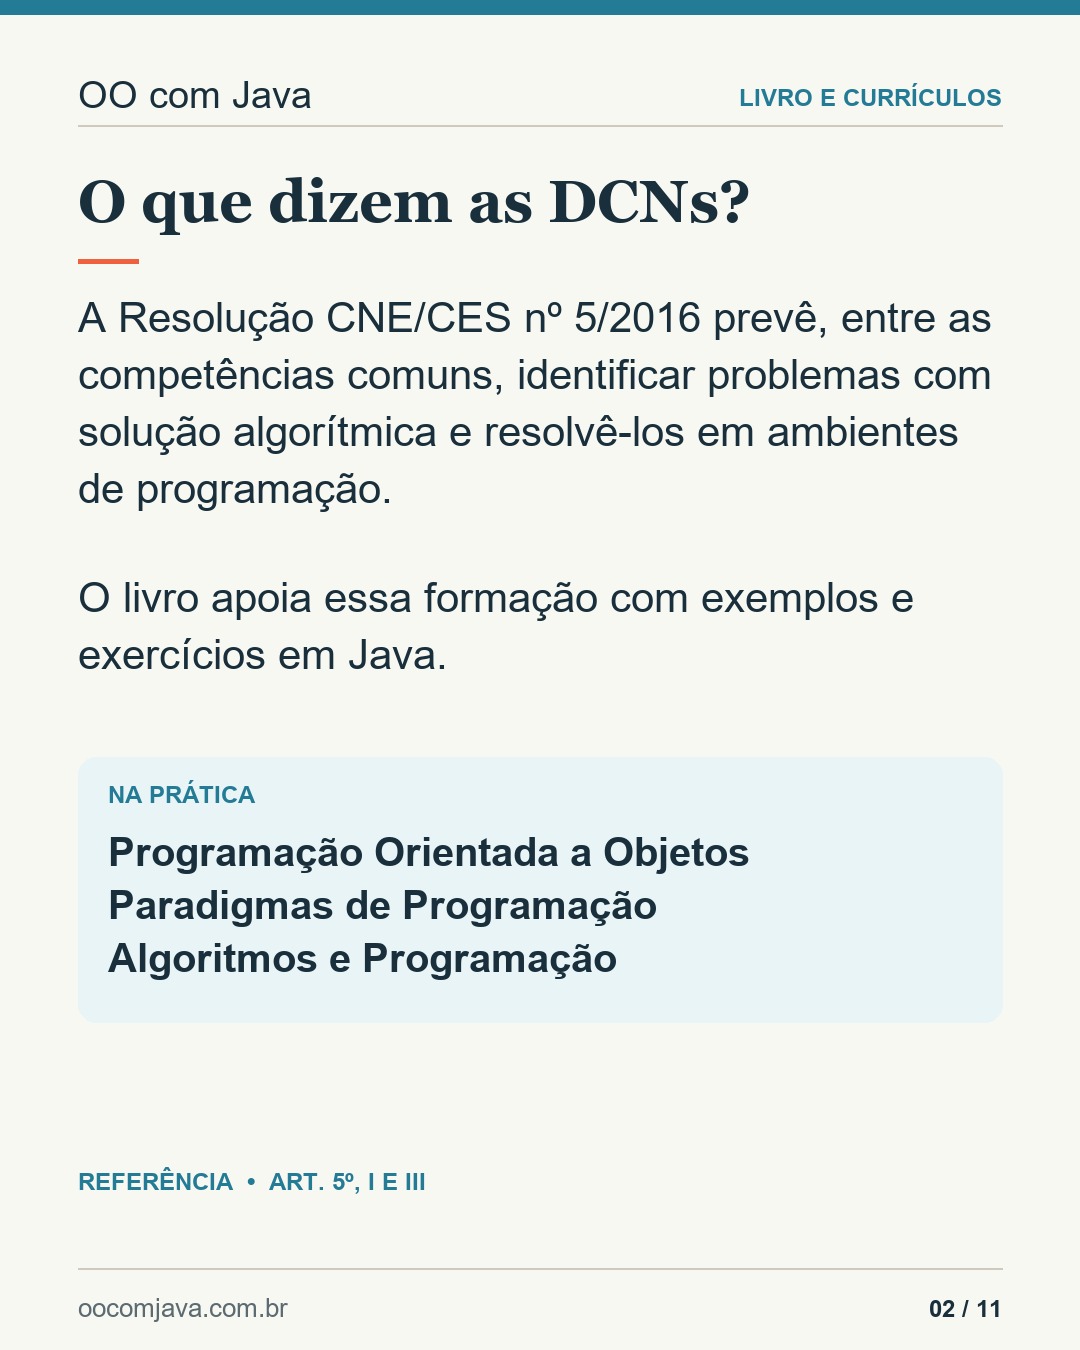 OO com Java
LIVRO E CURRÍCULOS
O que dizem as DCNs?
A Resolução CNE/CES nº 5/2016 prevê, entre as
competências comuns, identificar problemas com
solução algorítmica e resolvê-los em ambientes
de programação.
O livro apoia essa formação com exemplos e
exercícios em Java.
NA PRÁTICA
Programação Orientada a Objetos
Paradigmas de Programação
Algoritmos e Programação
REFERÊNCIA • ART. 5º, I E III
oocomjava.com.br
02 / 11